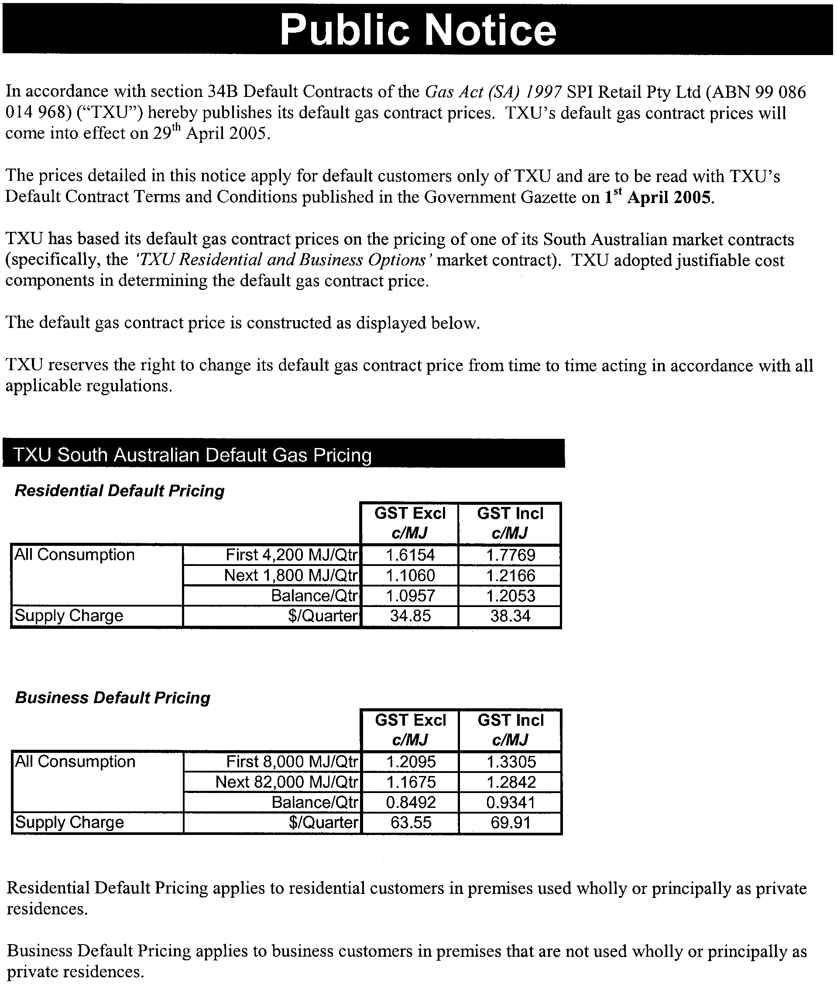 Public Notice
In accordance with section 34B Default Contracts of the Gas Act (SA) 1997 SPI Retail Pty Ltd (ABN 99 086
014 968) (“TXU”) hereby publishes its default gas contract prices. TXU’s default gas contract prices will
come into effect on 29th April 2005.
The prices detailed in this notice apply for default customers only of TXU and are to be read with TXU’s
Default Contract Terms and Conditions published in the Government Gazette on 1st April 2005.
TXU has based its default gas contract prices on the pricing of one of its South Australian market contracts
(specifically, the ‘TXU Residential and Business Options’ market contract). TXU adopted justifiable cost
components in determining the default gas contract price.
The default gas contract price is constructed as displayed below.
TXU reserves the right to change its default gas contract price from time to time acting in accordance with all
applicable regulations.
TXU South Australian Default Gas Pricing
Residential Default Pricing
GST Excl GST Incl
c/MJ c/MJ
All Consumption First 4,200 MJ/Qtr 1.6154 1.7769
Next 1,800 MJ/Qtr 1.1060 1.2166
Balance/Qtr 1.0957 1.2053
Supply Charge $/Quarter 34.85 38.34
Business Default Pricing
GST Excl GST Incl
c/MJ c/MJ
All Consumption First 8,000 MJ/Qtr 1.2095 1.3305
Next 82,000 MJ/Qtr 1.1675 1.2842
Balance/Qtr 0.8492 0.9341
Supply Charge $/Quarter 63.55 69.91
Residential Default Pricing applies to residential customers in premises used wholly or principally as private
residences.
Business Default Pricing applies to business customers in premises that are not used wholly or principally as
private residences.